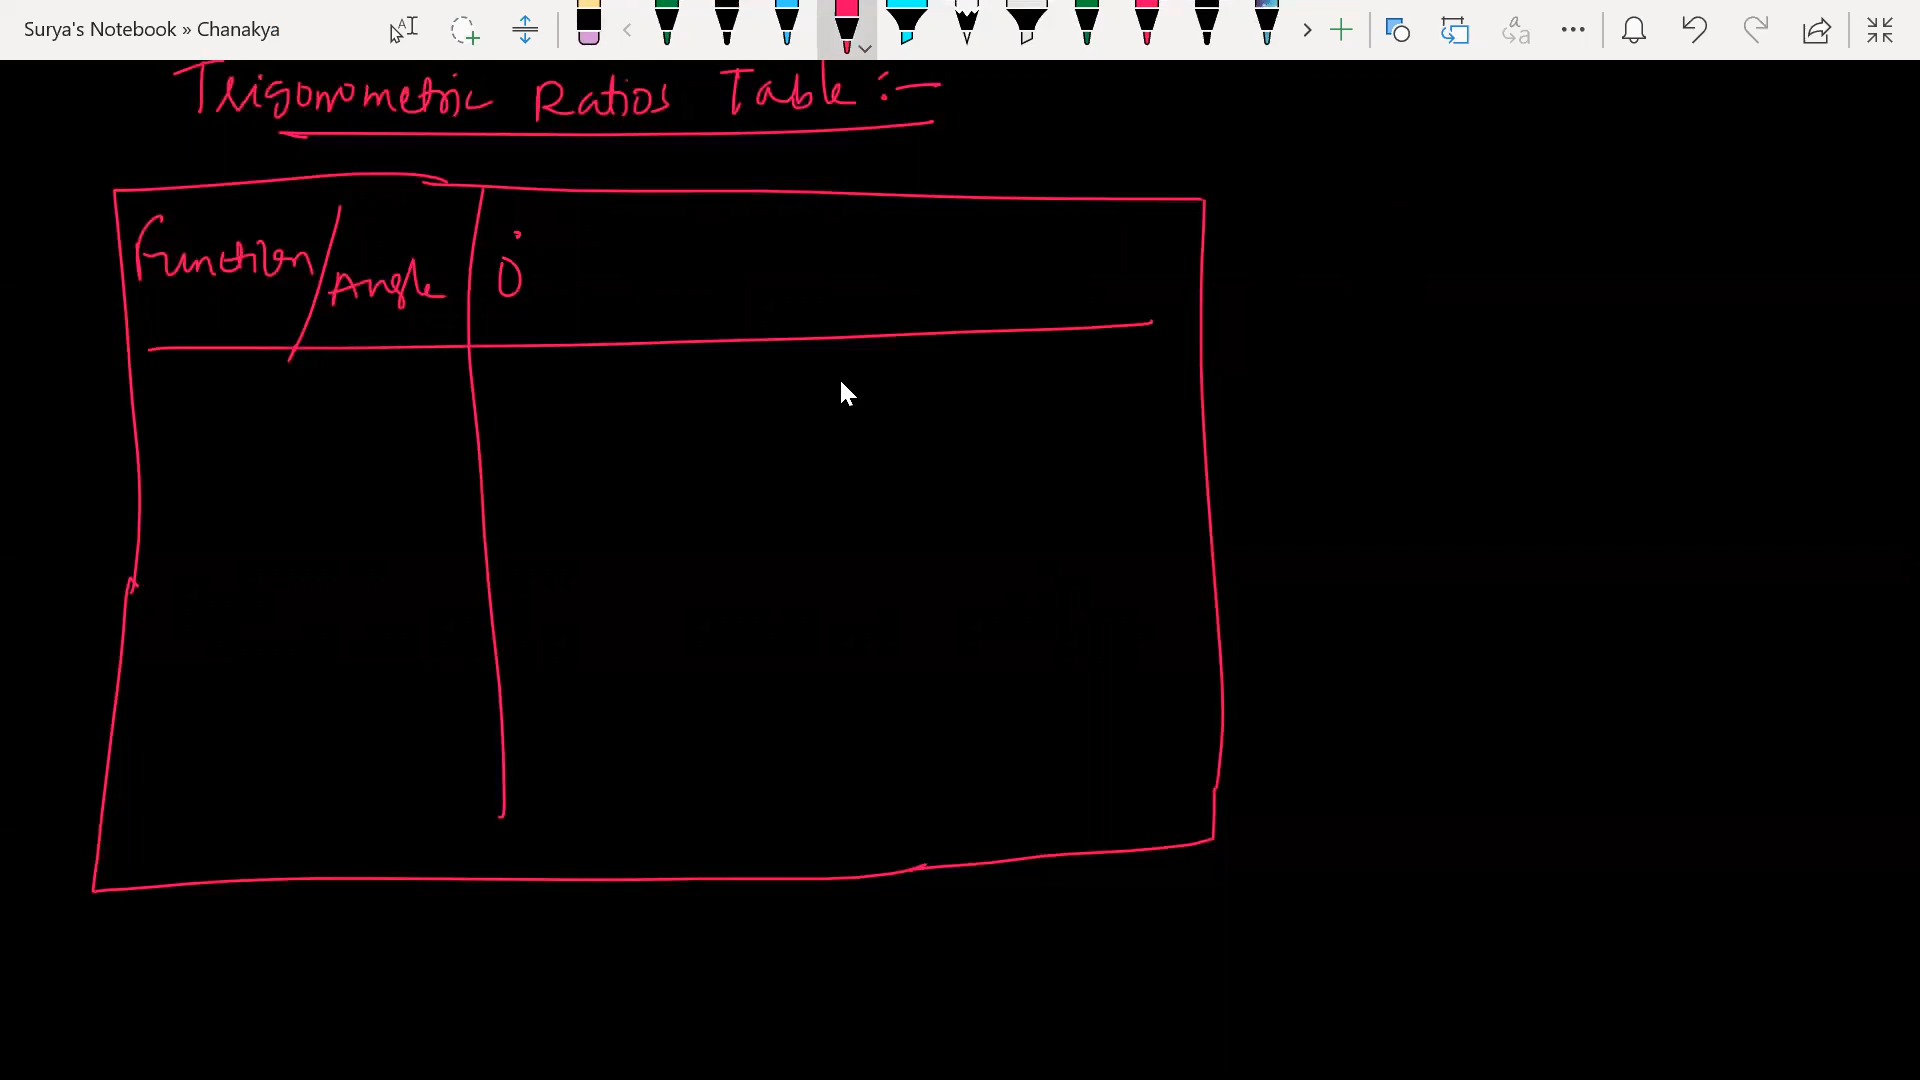 Surya's Notebook » Chanakya
Trigonometric Ratios Table :-
Function/Angle 0°